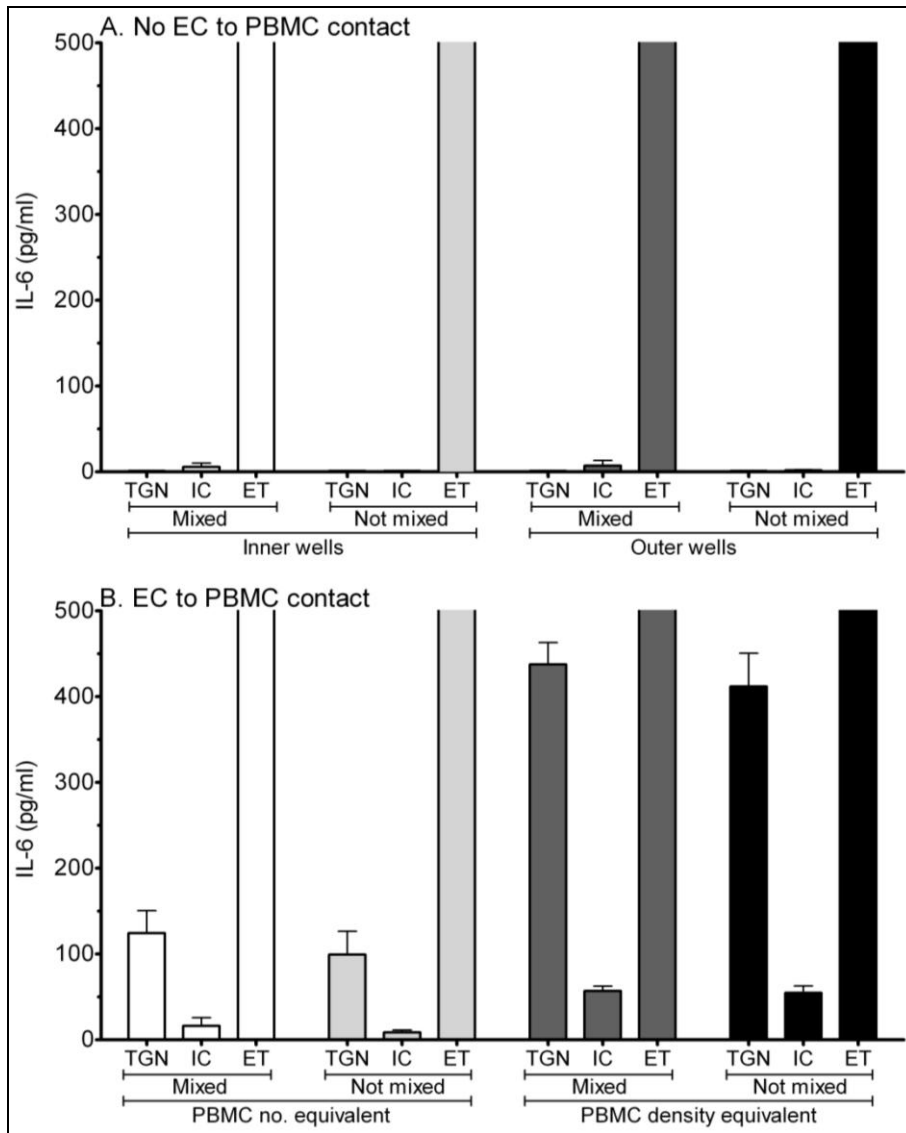 A. No EC to PBMC contact
500
400
300
200
100
0
IL-6 (pg/ml)
TGN IC ET TGN IC ET TGN IC ET TGN IC ET
Mixed Not mixed Mixed Not mixed
Inner wells Outer wells
B. EC to PBMC contact
500
400
300
200
100
0
IL-6 (pg/ml)
TGN IC ET TGN IC ET TGN IC ET TGN IC ET
Mixed Not mixed Mixed Not mixed
PBMC no. equivalent PBMC density equivalent